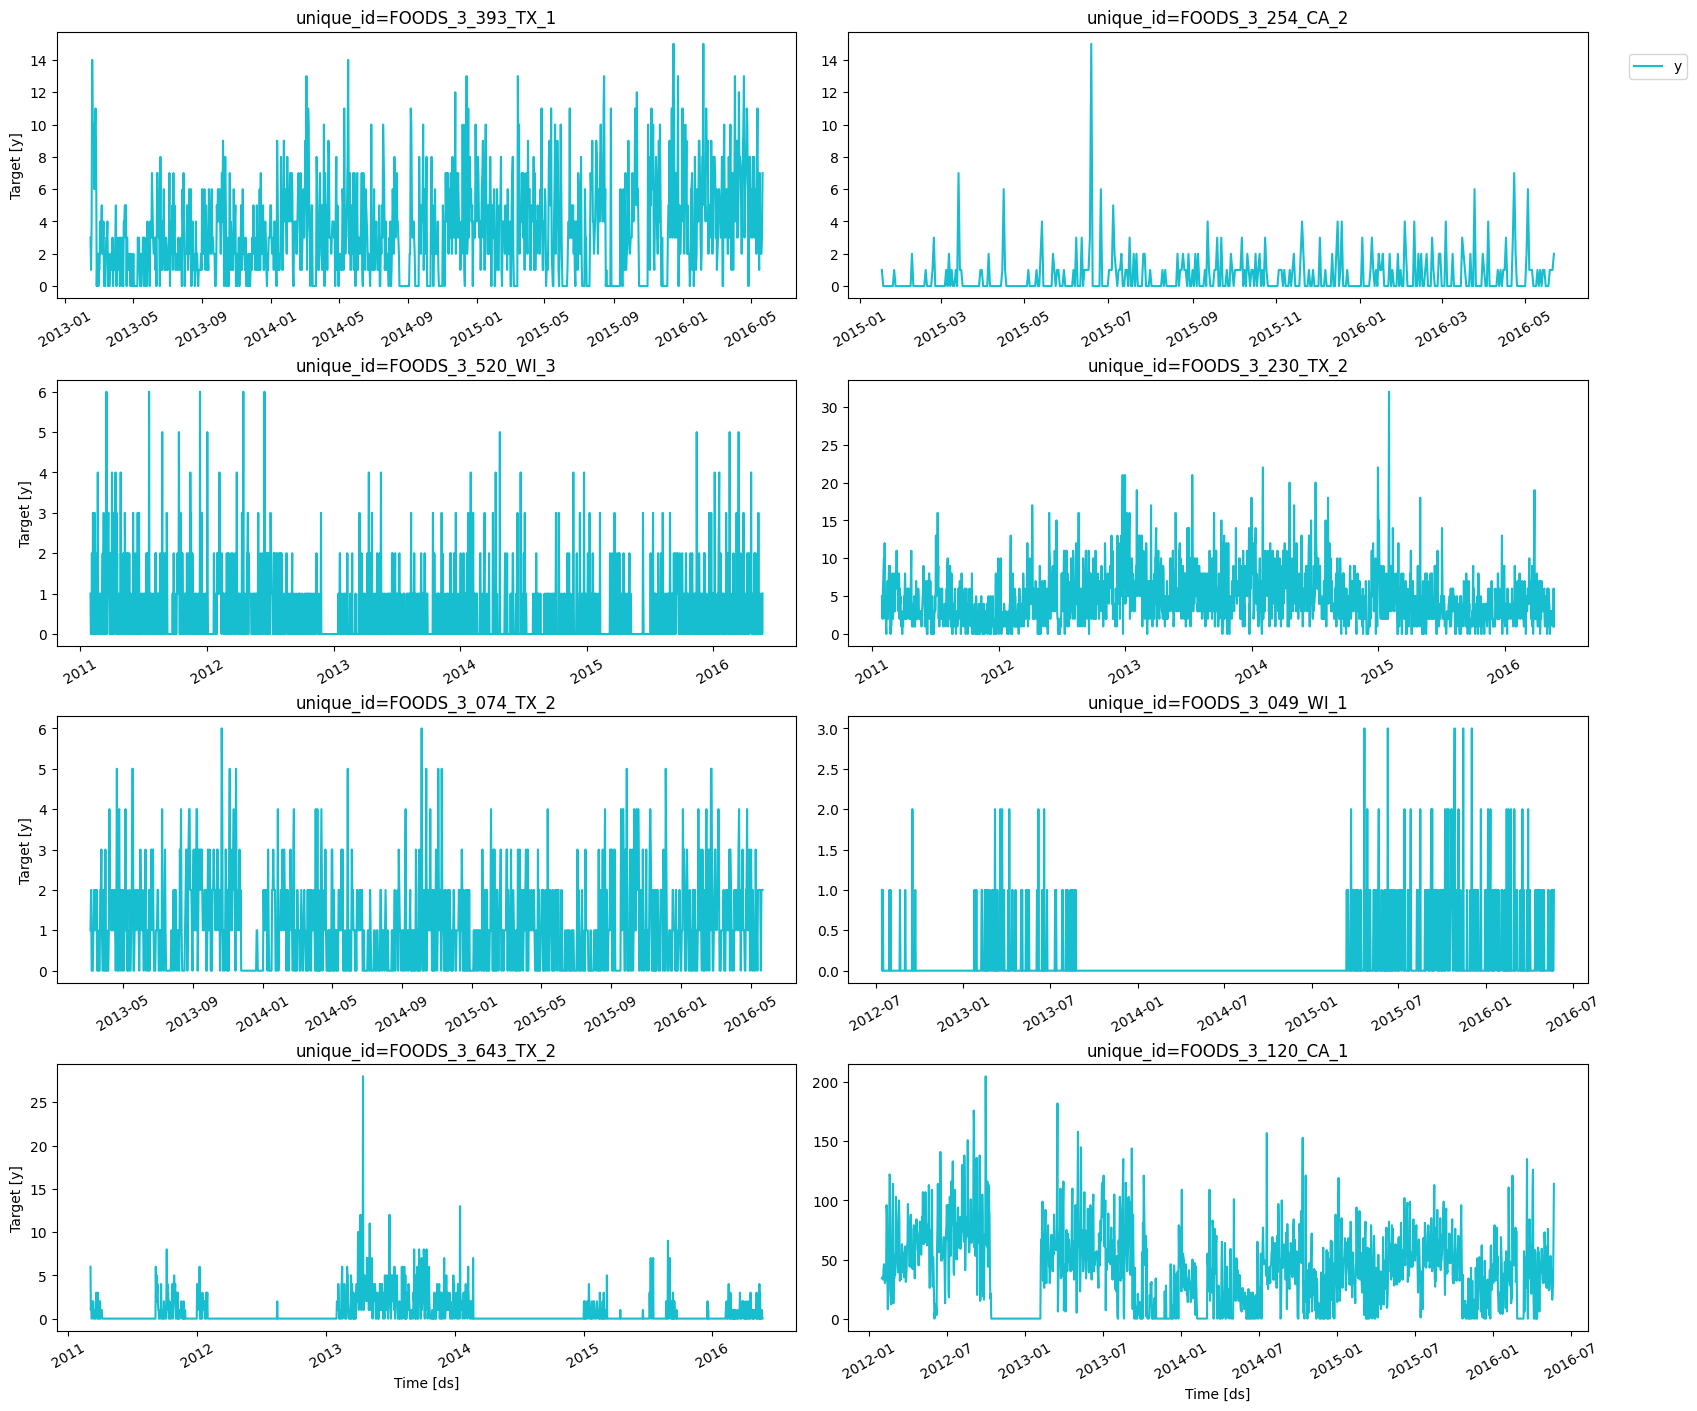 unique_id=FOODS_3_393_TX_1
Target [y]
14
12
10
8
6
4
2
0
2013-01 2013-05 2013-09 2014-01 2014-05 2014-09 2015-01 2015-05 2015-09 2016-01 2016-05
unique_id=FOODS_3_254_CA_2
14
12
10
8
6
4
2
0
2015-01 2015-03 2015-05 2015-07 2015-09 2015-11 2016-01 2016-03 2016-05
y
unique_id=FOODS_3_520_WI_3
Target [y]
6
5
4
3
2
1
0
2011 2012 2013 2014 2015 2016
unique_id=FOODS_3_230_TX_2
30
25
20
15
10
5
0
2011 2012 2013 2014 2015 2016
unique_id=FOODS_3_074_TX_2
Target [y]
6
5
4
3
2
1
0
2013-05 2013-09 2014-01 2014-05 2014-09 2015-01 2015-05 2015-09 2016-01 2016-05
unique_id=FOODS_3_049_WI_1
3.0
2.5
2.0
1.5
1.0
0.5
0.0
2012-07 2013-01 2013-07 2014-01 2014-07 2015-01 2015-07 2016-01 2016-07
unique_id=FOODS_3_643_TX_2
Target [y]
25
20
15
10
5
0
2011 2012 2013 2014 2015 2016
Time [ds]
unique_id=FOODS_3_120_CA_1
200
150
100
50
0
2012-01 2012-07 2013-01 2013-07 2014-01 2014-07 2015-01 2015-07 2016-01 2016-07
Time [ds]